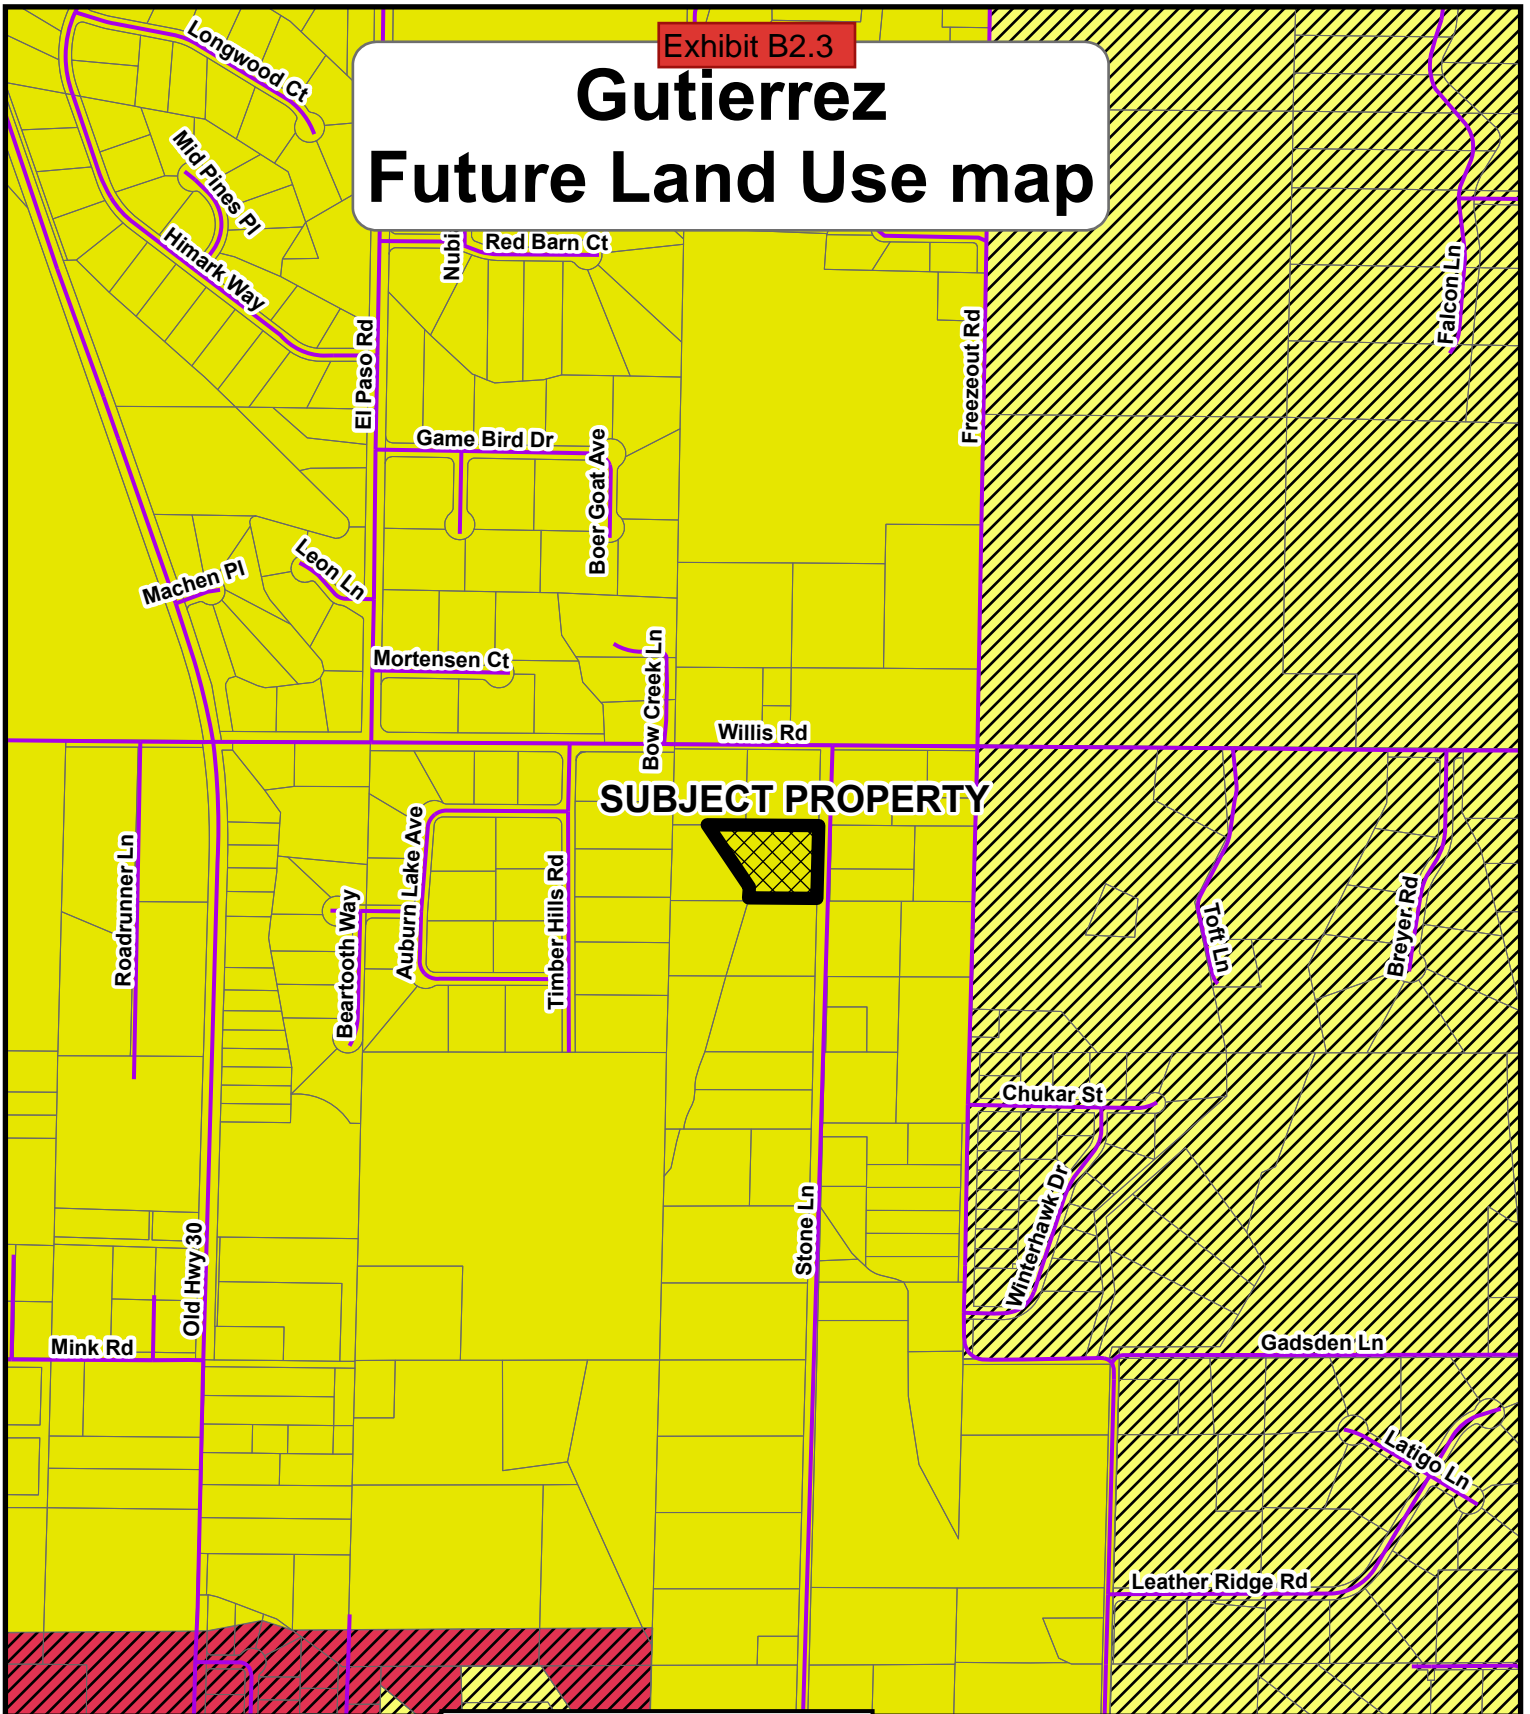 Exhibit B2.3
Gutierrez
Future Land Use map
Longwood Ct
Mid Pines Pl
Himark Way
El Paso Rd
Nubi
Red Barn Ct
Freezeout Rd
Falcon Ln
Game Bird Dr
Boer Goat Ave
Machen Pl
Leon Ln
Mortensen Ct
Bow Creek Ln
Willis Rd
SUBJECT PROPERTY
Roadrunner Ln
Beartooth Way
Auburn Lake Ave
Timber Hills Rd
Toft Ln
Breyer Rd
Chukar St
Winterhawk Dr
Stone Ln
Old Hwy 30
Mink Rd
Gadsden Ln
Latigo Ln
Leather Ridge Rd